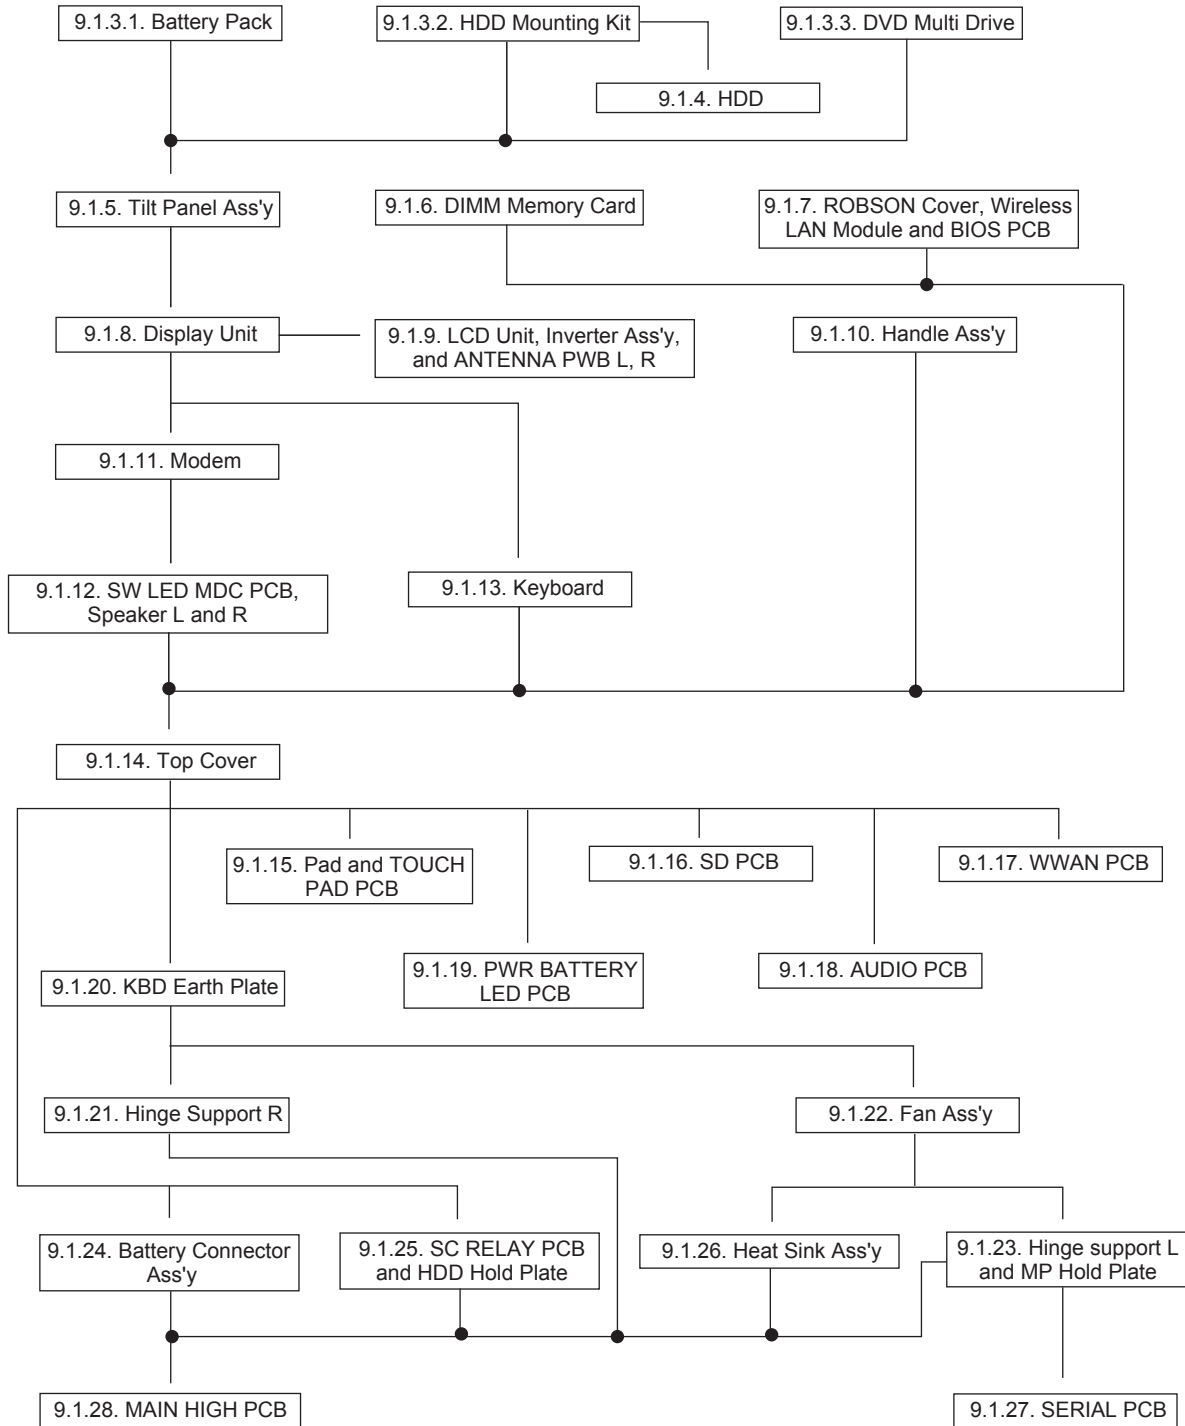 9.1.3.1. Battery Pack
9.1.3.2. HDD Mounting Kit
9.1.3.3. DVD Multi Drive
9.1.4. HDD
9.1.5. Tilt Panel Ass'y
9.1.6. DIMM Memory Card
9.1.7. ROBSON Cover, Wireless
LAN Module and BIOS PCB
9.1.8. Display Unit
9.1.9. LCD Unit, Inverter Ass'y,
and ANTENNA PWB L, R
9.1.10. Handle Ass'y
9.1.11. Modem
9.1.12. SW LED MDC PCB,
Speaker L and R
9.1.13. Keyboard
9.1.14. Top Cover
9.1.15. Pad and TOUCH
PAD PCB
9.1.16. SD PCB
9.1.17. WWAN PCB
9.1.20. KBD Earth Plate
9.1.19. PWR BATTERY
LED PCB
9.1.18. AUDIO PCB
9.1.21. Hinge Support R
9.1.22. Fan Ass'y
9.1.24. Battery Connector
Ass'y
9.1.25. SC RELAY PCB
and HDD Hold Plate
9.1.26. Heat Sink Ass'y
9.1.23. Hinge support L
and MP Hold Plate
9.1.28. MAIN HIGH PCB
9.1.27. SERIAL PCB